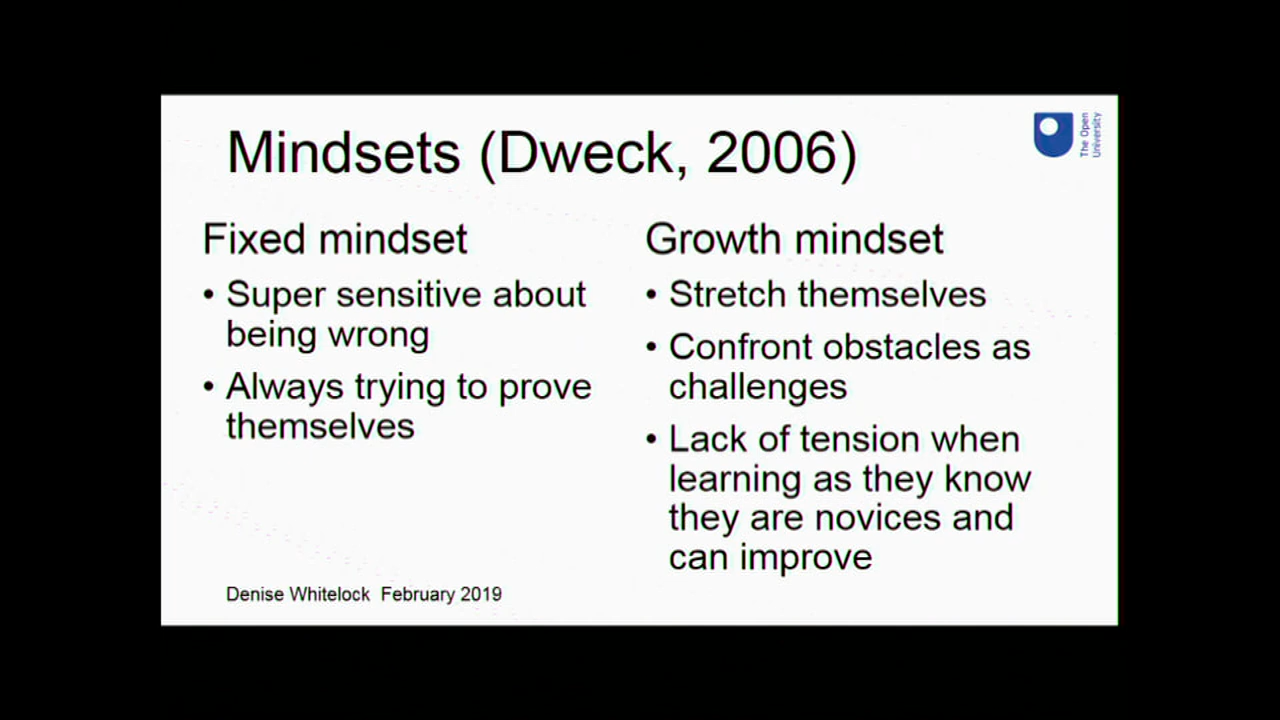 Mindsets (Dweck, 2006)
The Open
University
Fixed mindset
• Super sensitive about
being wrong
• Always trying to prove
themselves
Growth mindset
• Stretch themselves
• Confront obstacles as
challenges
• Lack of tension when
learning as they know
they are novices and
can improve
Denise Whitelock February 2019